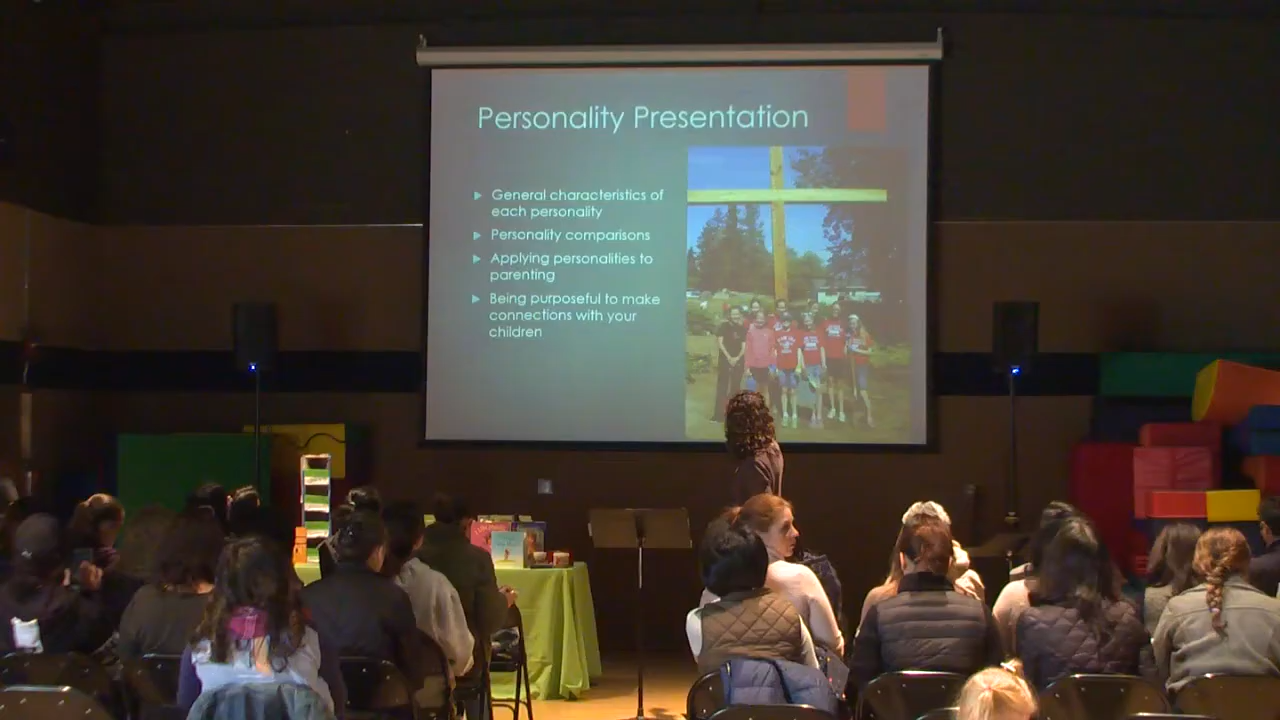 Personality Presentation
General characteristics of
each personality
Personality comparisons
Applying personalities to
parenting
Being purposeful to make
connections with your
children